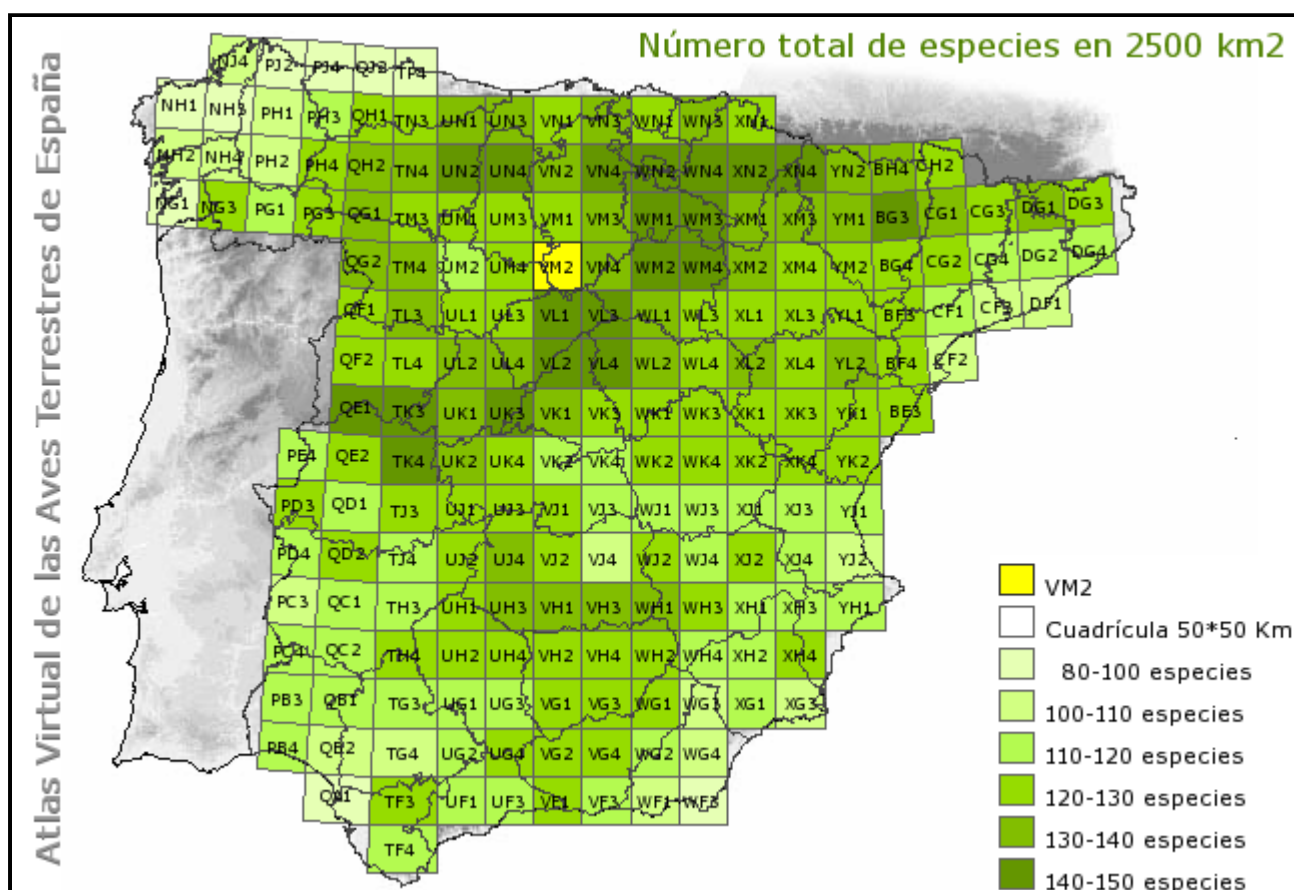 Número total de especies en 2500 km2
Atlas Virtual de las Aves Terrestres de España
NJ4 PJ2 PJ4 QJ2 TP4
NH1 NH3 PH1 PH3 QH1 TN3 UN1 UN3 VN1 VN3 WN1 WN3 XN1
NH2 NH4 PH2 PH4 QH2 TN4 UN2 UN4 VN2 VN4 WN2 WN4 XN2 XN4 YN2 BH4 CH2
NG1 NG3 PG1 PG3 QG1 TM3 UM1 UM3 VM1 VM3 WM1 WM3 XM1 XM3 YM1 BG3 CG1 CG3 DG1 DG3
QG2 TM4 UM2 UM4 VM2 VN4 WM2 WM4 XM2 XM4 YM2 BG4 CG2 CG4 DG2 DG4
QF1 TL3 UL1 UL3 VL1 VL3 WL1 WL3 XL1 XL3 YL1 BF3 CF1 CF3 DF1
QF2 TL4 UL2 UL4 VL2 VL4 WL2 WL4 XL2 XL4 YL2 BF4 CF2
QE1 TK3 UK1 UK3 VK1 VK3 WK1 WK3 XK1 XK3 YK1 BE3
PE4 QE2 TK4 UK2 UK4 VK2 VK4 WK2 WK4 XK2 XK4 YK2
PD3 QD1 TJ3 UJ1 UJ3 VJ1 VJ3 WJ1 WJ3 XJ1 XJ3 YJ1
PD4 QD2 TJ4 UJ2 UJ4 VJ2 VJ4 WJ2 WJ4 XJ2 XJ4 YJ2
PC3 QC1 TH3 UH1 UH3 VH1 VH3 WH1 WH3 XH1 XH3 YH1
PC4 QC2 TH4 UH2 UH4 VH2 VH4 WH2 WH4 XH2 XH4
PB3 QB1 TG3 UG1 UG3 VG1 VG3 WG1 WG3 XG1 XG3
PB4 QB2 TG4 UG2 UG4 VG2 VG4 WG2 WG4
TF3 UF1 UF3 VF1 VF3 WF1 WF3
TF4
VM2
Cuadrícula 50*50 Km
80-100 especies
100-110 especies
110-120 especies
120-130 especies
130-140 especies
140-150 especies